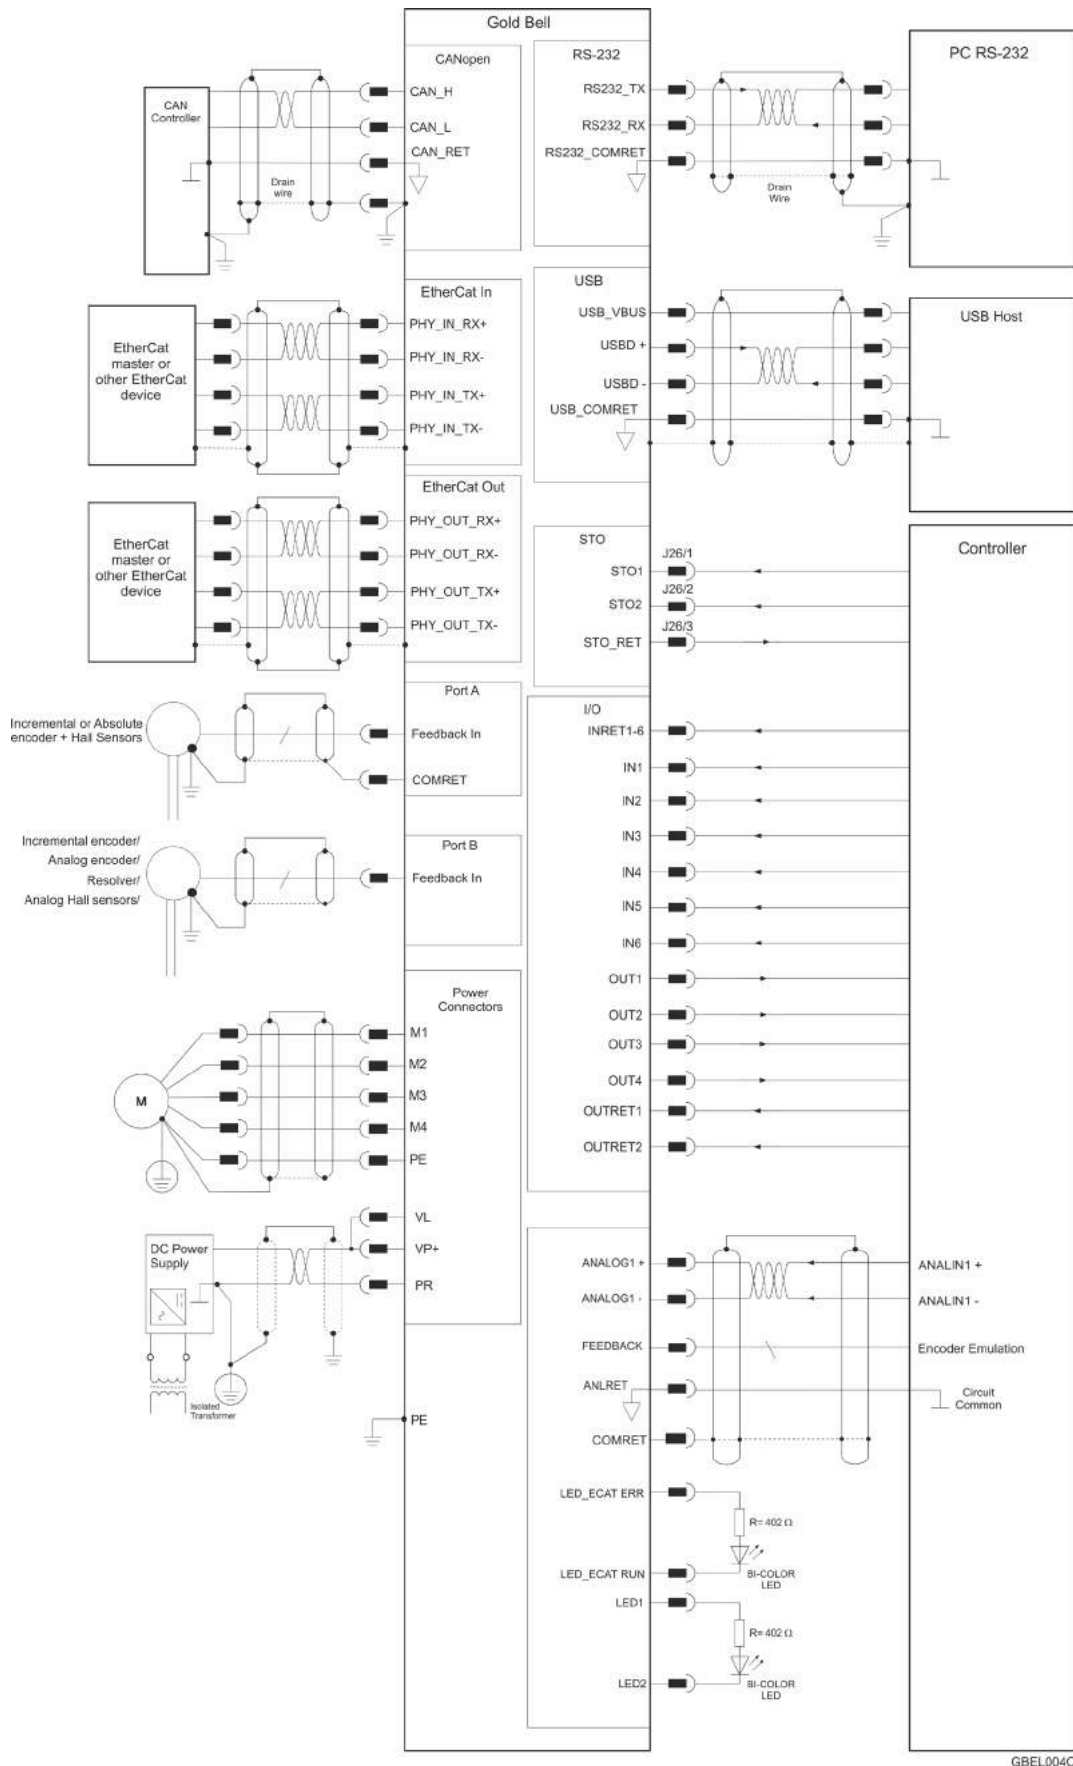 Gold Bell
CANopen
CAN
Controller
CAN_H
CAN_L
CAN_RET
Drain
wire
EtherCat In
EtherCat
master or
other EtherCat
device
PHY_IN_RX+
PHY_IN_RX-
PHY_IN_TX+
PHY_IN_TX-
EtherCat Out
EtherCat
master or
other EtherCat
device
PHY_OUT_RX+
PHY_OUT_RX-
PHY_OUT_TX+
PHY_OUT_TX-
Port A
Incremental or Absolute
encoder + Hall Sensors
Feedback In
COMRET
Port B
Incremental encoder/
Analog encoder/
Resolver/
Analog Hall sensors/
Feedback In
Power
Connectors
M
M1
M2
M3
M4
PE
VL
VP+
PR
DC Power
Supply
Isolated
Transformer
PE
RS-232
RS232_TX
RS232_RX
RS232_COMRET
Drain
Wire
PC RS-232
USB
USB_VBUS
USBD +
USBD -
USB_COMRET
USB Host
STO
STO1
J26/1
STO2
J26/2
STO_RET
J26/3
Controller
I/O
INRET1-6
IN1
IN2
IN3
IN4
IN5
IN6
OUT1
OUT2
OUT3
OUT4
OUTRET1
OUTRET2
ANALOG1 +
ANALIN1 +
ANALOG1 -
ANALIN1 -
FEEDBACK
Encoder Emulation
ANLRET
Circuit
Common
COMRET
LED_ECAT ERR
R= 402 Ω
LED_ECAT RUN
BI-COLOR
LED
LED1
R= 402 Ω
LED2
BI-COLOR
LED
GBEL004C